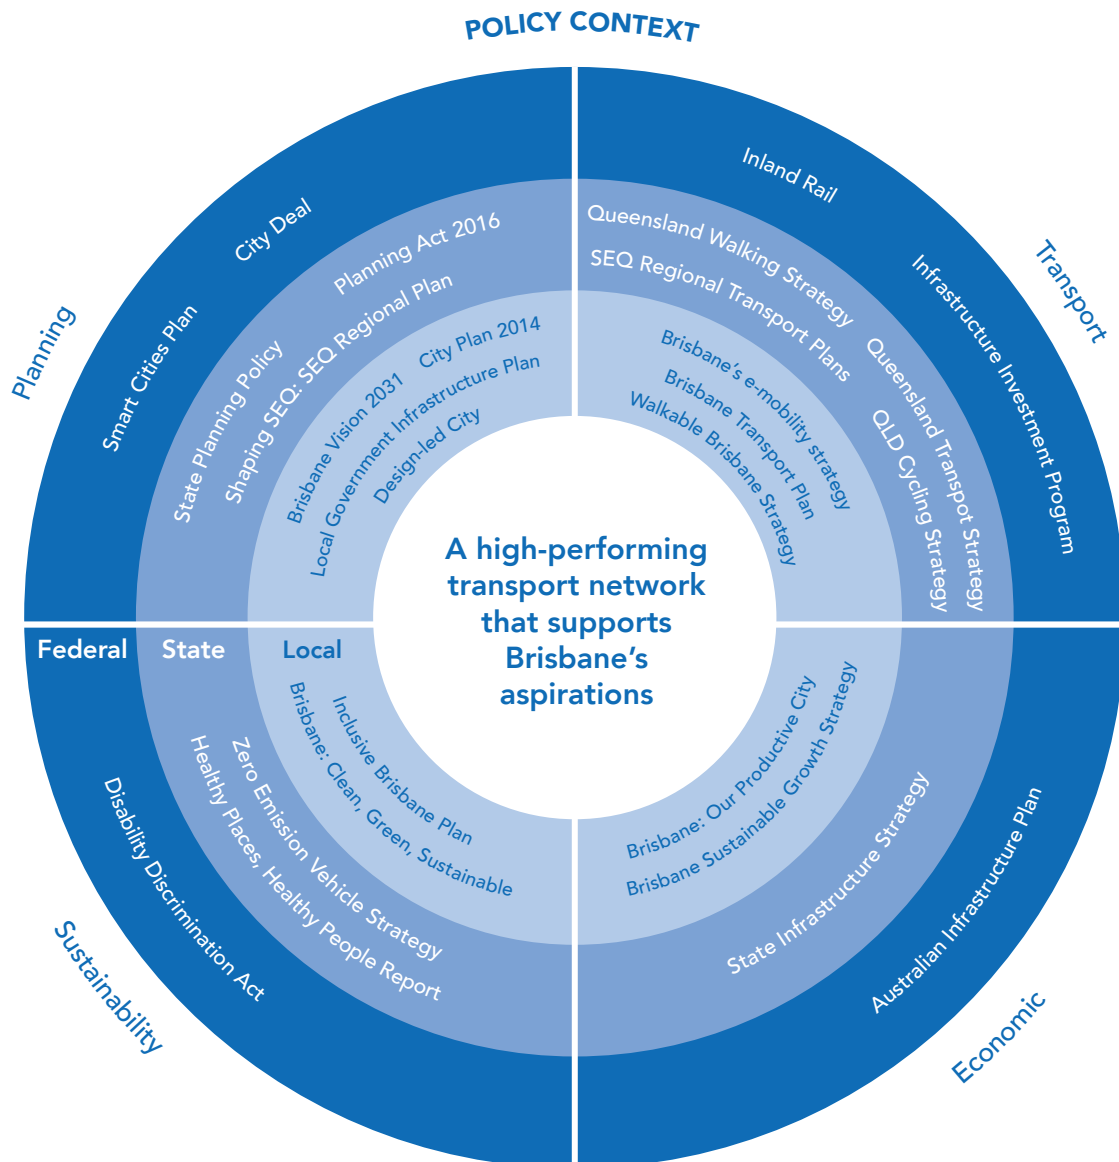 POLICY CONTEXT
Planning
City Deal
Smart Cities Plan
Planning Act 2016
State Planning Policy
Shaping SEQ: SEQ Regional Plan
City Plan 2014
Brisbane Vision 2031
Local Government Infrastructure Plan
Design-led City
Transport
Inland Rail
Infrastructure Investment Program
Queensland Walking Strategy
SEQ Regional Transport Plans
Queensland Transpot Strategy
QLD Cycling Strategy
Brisbane's e-mobility strategy
Brisbane Transport Plan
Walkable Brisbane Strategy
A high-performing
transport network
that supports
Brisbane's
aspirations
Federal
State
Local
Inclusive Brisbane Plan
Brisbane: Clean, Green, Sustainable
Zero Emission Vehicle Strategy
Healthy Places, Healthy People Report
Disability Discrimination Act
Sustainability
Brisbane: Our Productive City
Brisbane Sustainable Growth Strategy
State Infrastructure Strategy
Australian Infrastructure Plan
Economic